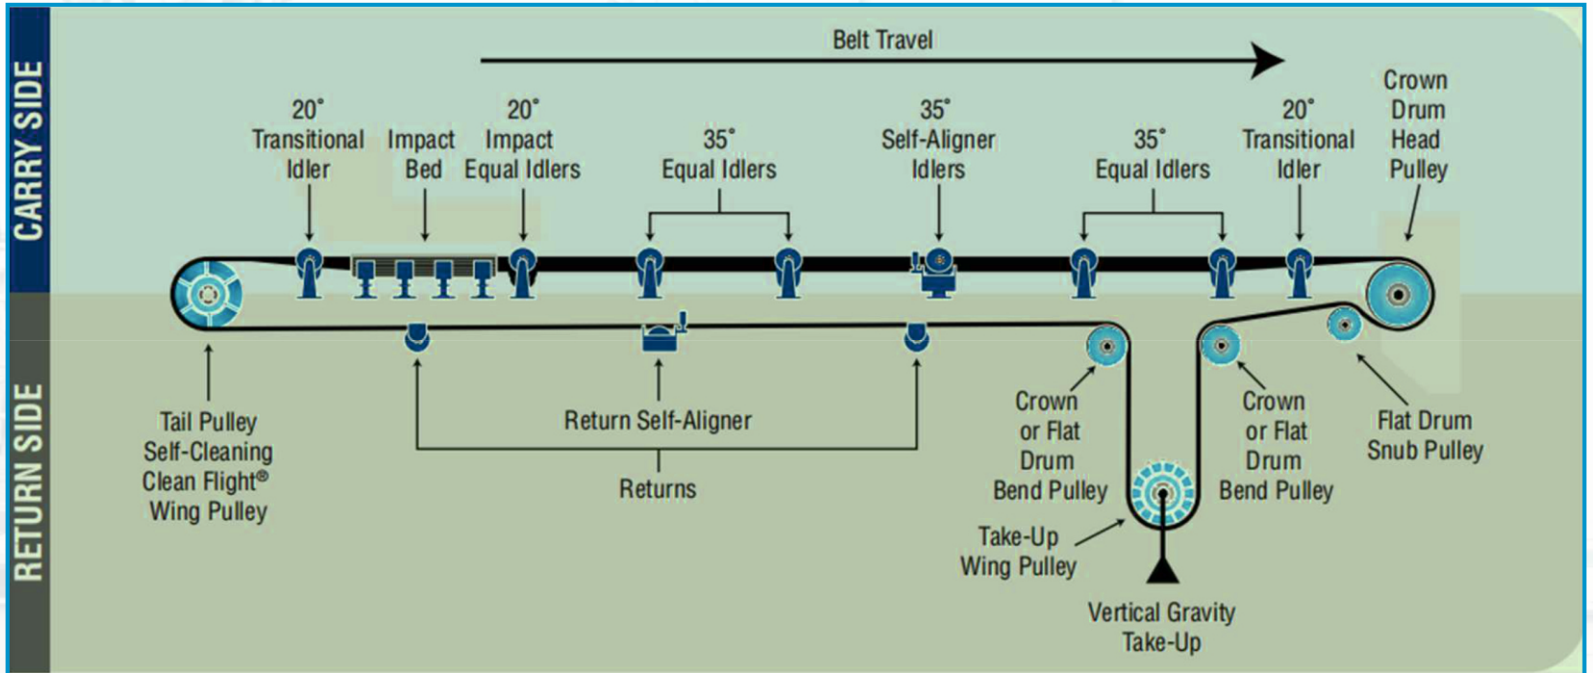 CARRY SIDE
RETURN SIDE
Belt Travel
20°
Transitional
Idler
Impact
Bed
20°
Impact
Equal Idlers
35°
Equal Idlers
35°
Self-Aligner
Idlers
35°
Equal Idlers
20°
Transitional
Idler
Crown
Drum
Head
Pulley
Tail Pulley
Self-Cleaning
Clean Flight®
Wing Pulley
Return Self-Aligner
Returns
Crown
or Flat
Drum
Bend Pulley
Take-Up
Wing Pulley
Vertical Gravity
Take-Up
Crown
or Flat
Drum
Bend Pulley
Flat Drum
Snub Pulley